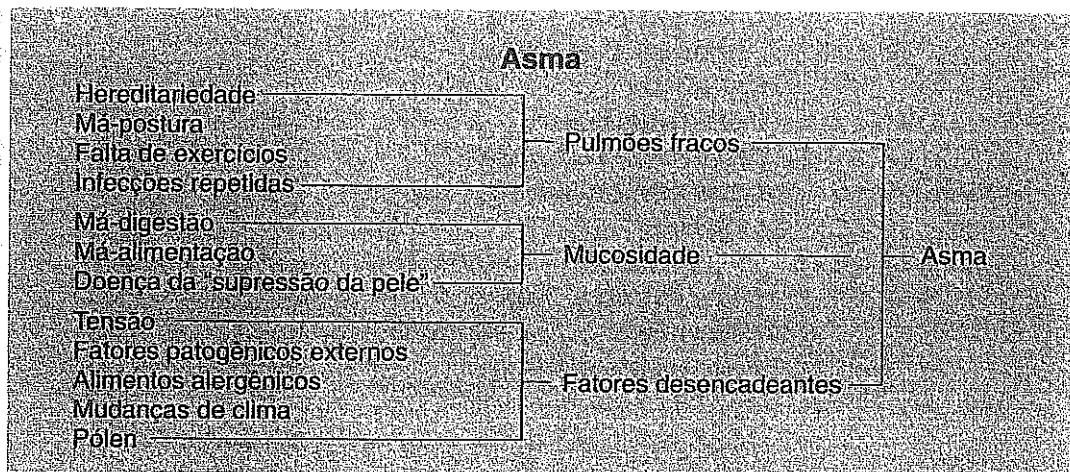 Asma
Hereditariedade
Má-postura
Falta de exercícios
Infecções repetidas
Pulmões fracos
Má-digestão
Má-alimentação
Doença da „supressão da pele”
Mucosidade
Asma
Tensão
Fatores patogênicos externos
Alimentos alergênicos
Mudanças de clima
Pólen
Fatores desencadeantes